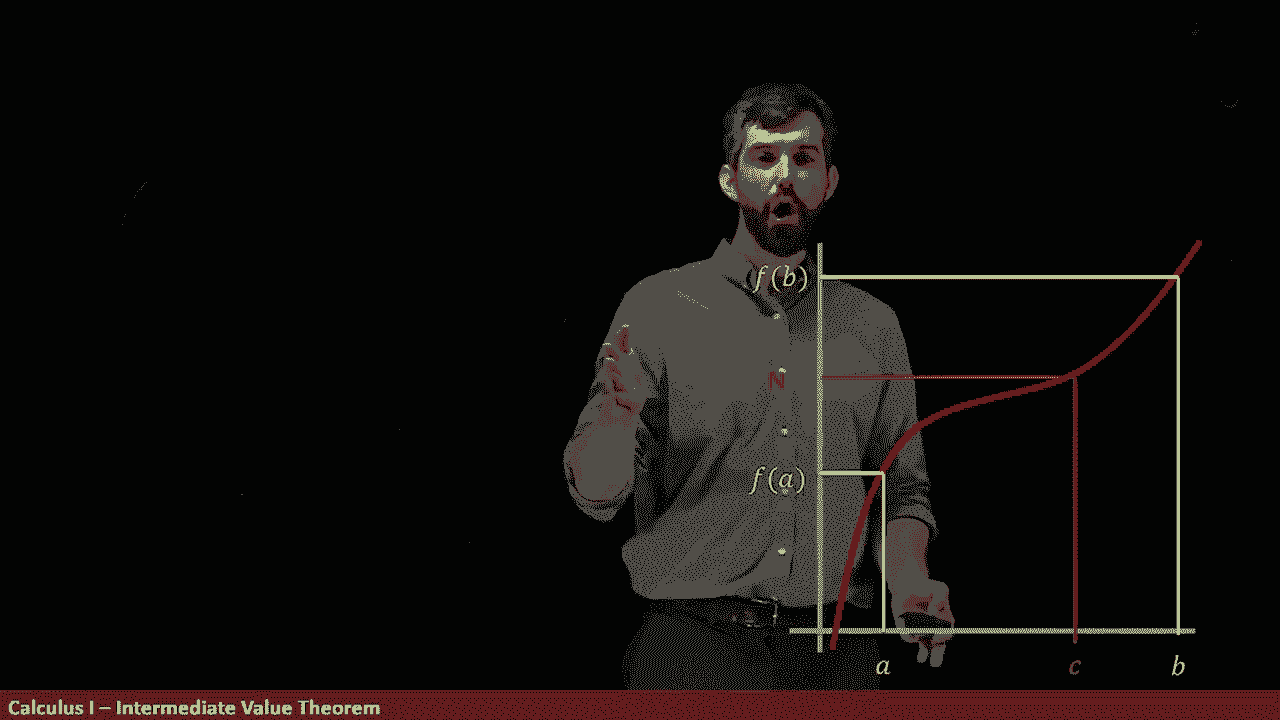 f(b)
N
f(a)
a c b
Calculus I – Intermediate Value Theorem